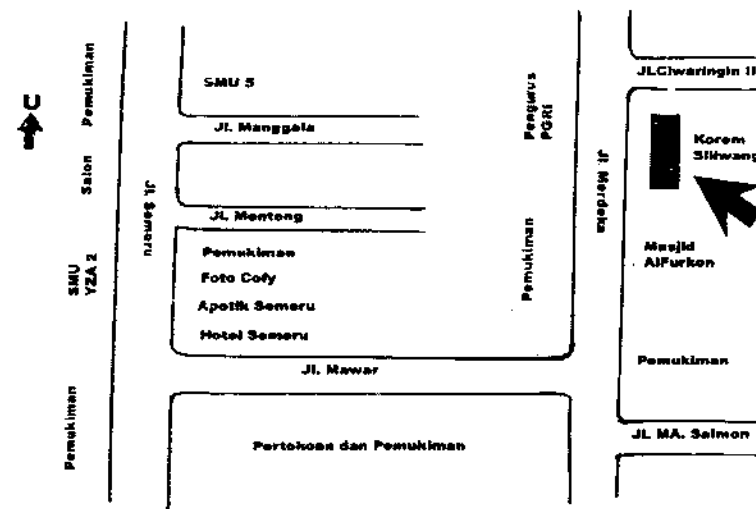 U
Pemukiman
Salon
SMU
YZA 2
Pemukiman
Jl. Semeru
SMU 5
Jl. Manggala
JL Menteng
Pemukiman
Foto Cofy
Apotik Semeru
Hotel Semeru
Jl. Mawar
Pertokoan dan Pemukiman
Pengurus
PGRI
Pemukiman
Jl. Merdeka
JLCiwaringin II
Korem
Siliwang
Masjid
AlFurkon
Pemukiman
JL MA. Salmon